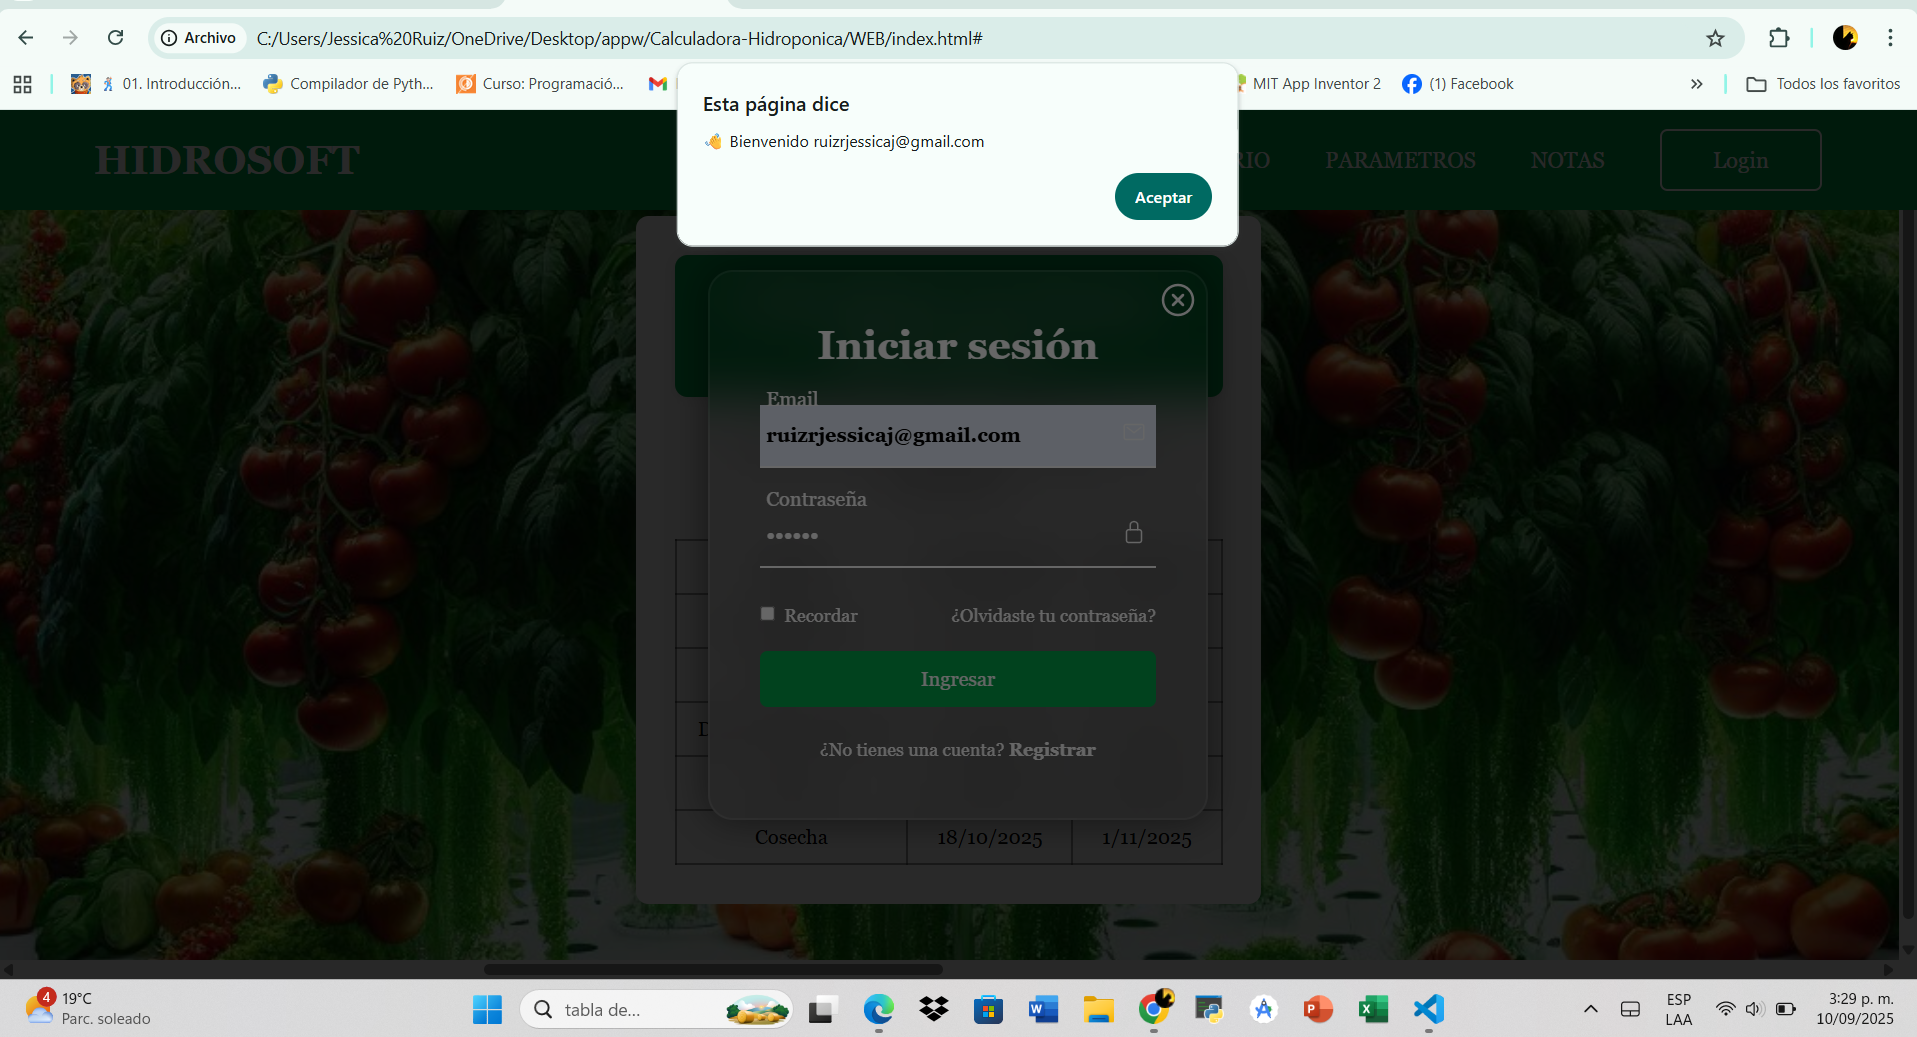 Archivo
C:/Users/Jessica%20Ruiz/OneDrive/Desktop/appw/Calculadora-Hidroponica/WEB/index.html#
01. Introducción...
Compilador de Pyth...
Curso: Programació...
MIT App Inventor 2
(1) Facebook
Todos los favoritos
Esta página dice
👋 Bienvenido ruizrjessicaj@gmail.com
Aceptar
HIDROSOFT
PARAMETROS
NOTAS
Login
Iniciar sesión
Email
ruizrjessicaj@gmail.com
Contraseña
••••••
Recordar
¿Olvidaste tu contraseña?
Ingresar
¿No tienes una cuenta? Registrar
Cosecha 18/10/2025 1/11/2025
4
19°C
Parc. soleado
tabla de...
ESP
LAA
3:29 p. m.
10/09/2025